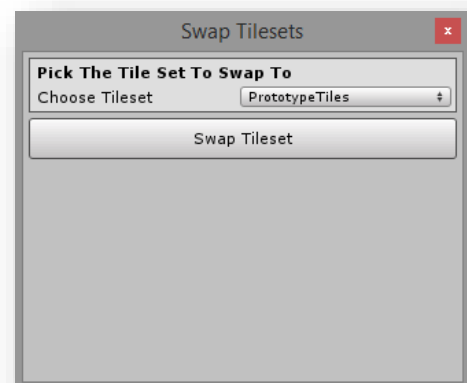 Swap Tilesets
x
Pick The Tile Set To Swap To
Choose Tileset PrototypeTiles
Swap Tileset